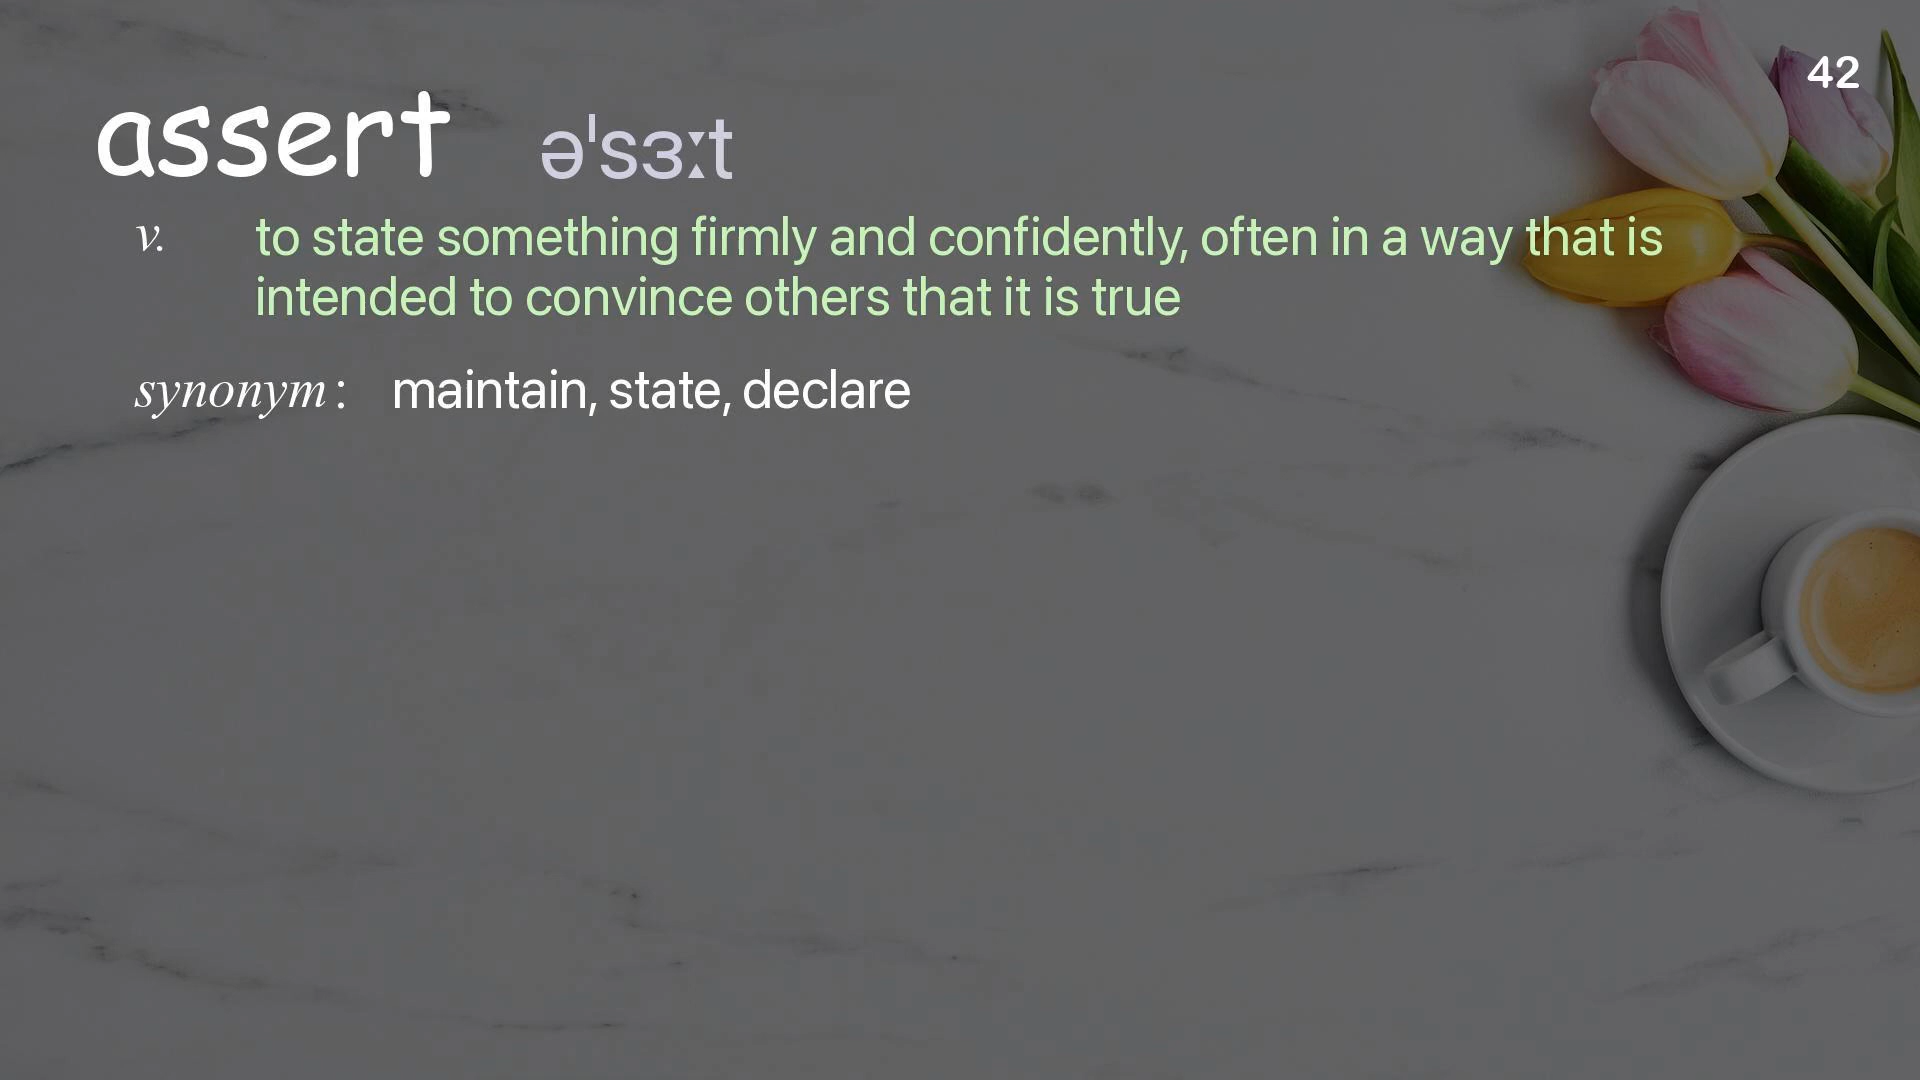 42
assert əˈsɜːt
v. to state something firmly and confidently, often in a way that is
intended to convince others that it is true
synonym: maintain, state, declare